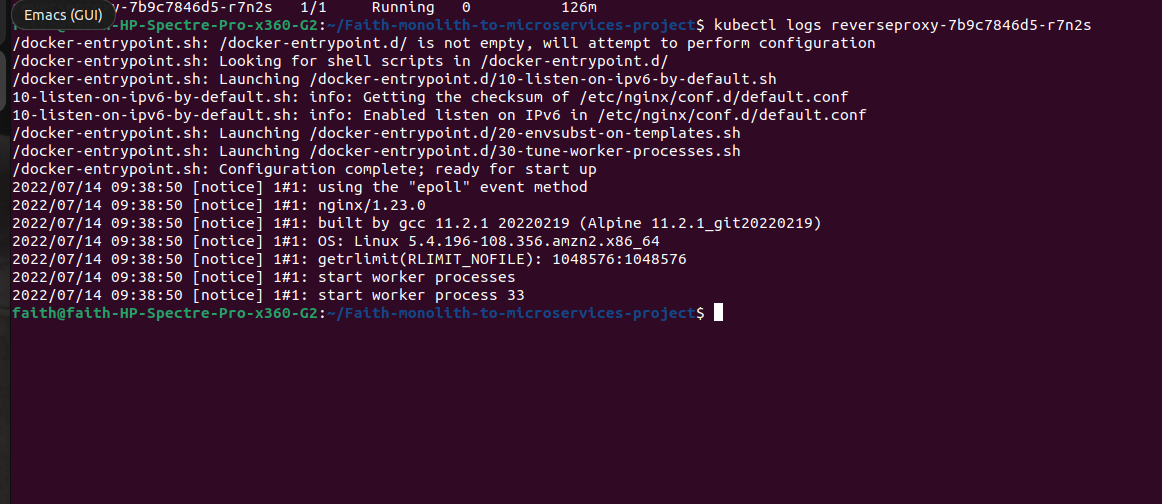 y-7b9c7846d5-r7n2s   1/1     Running   0          126m
Emacs (GUI)
-HP-Spectre-Pro-x360-G2:~/Faith-monolith-to-microservices-project$ kubectl logs reverseproxy-7b9c7846d5-r7n2s
/docker-entrypoint.sh: /docker-entrypoint.d/ is not empty, will attempt to perform configuration
/docker-entrypoint.sh: Looking for shell scripts in /docker-entrypoint.d/
/docker-entrypoint.sh: Launching /docker-entrypoint.d/10-listen-on-ipv6-by-default.sh
10-listen-on-ipv6-by-default.sh: info: Getting the checksum of /etc/nginx/conf.d/default.conf
10-listen-on-ipv6-by-default.sh: info: Enabled listen on IPv6 in /etc/nginx/conf.d/default.conf
/docker-entrypoint.sh: Launching /docker-entrypoint.d/20-envsubst-on-templates.sh
/docker-entrypoint.sh: Launching /docker-entrypoint.d/30-tune-worker-processes.sh
/docker-entrypoint.sh: Configuration complete; ready for start up
2022/07/14 09:38:50 [notice] 1#1: using the "epoll" event method
2022/07/14 09:38:50 [notice] 1#1: nginx/1.23.0
2022/07/14 09:38:50 [notice] 1#1: built by gcc 11.2.1 20220219 (Alpine 11.2.1_git20220219)
2022/07/14 09:38:50 [notice] 1#1: OS: Linux 5.4.196-108.356.amzn2.x86_64
2022/07/14 09:38:50 [notice] 1#1: getrlimit(RLIMIT_NOFILE): 1048576:1048576
2022/07/14 09:38:50 [notice] 1#1: start worker processes
2022/07/14 09:38:50 [notice] 1#1: start worker process 33
faith@faith-HP-Spectre-Pro-x360-G2:~/Faith-monolith-to-microservices-project$